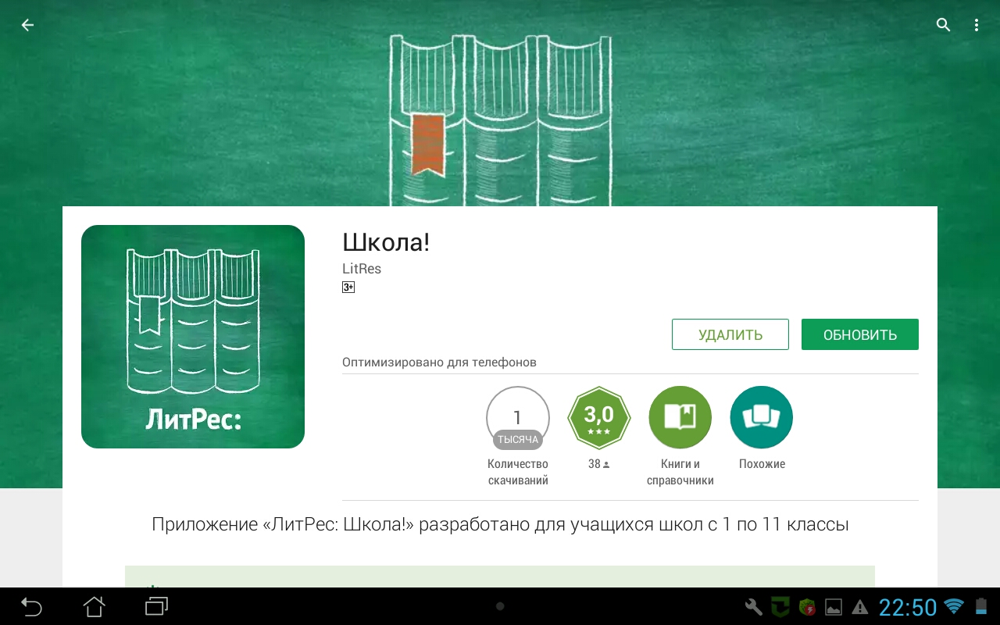 Школа!
LitRes
3+
УДАЛИТЬ
ОБНОВИТЬ
Оптимизировано для телефонов
1
ТЫСЯЧА
3,0
Количество
скачиваний
38
Книги и
справочники
Похожие
ЛитРес:
Приложение «ЛитРес: Школа!» разработано для учащихся школ с 1 по 11 классы
22:50